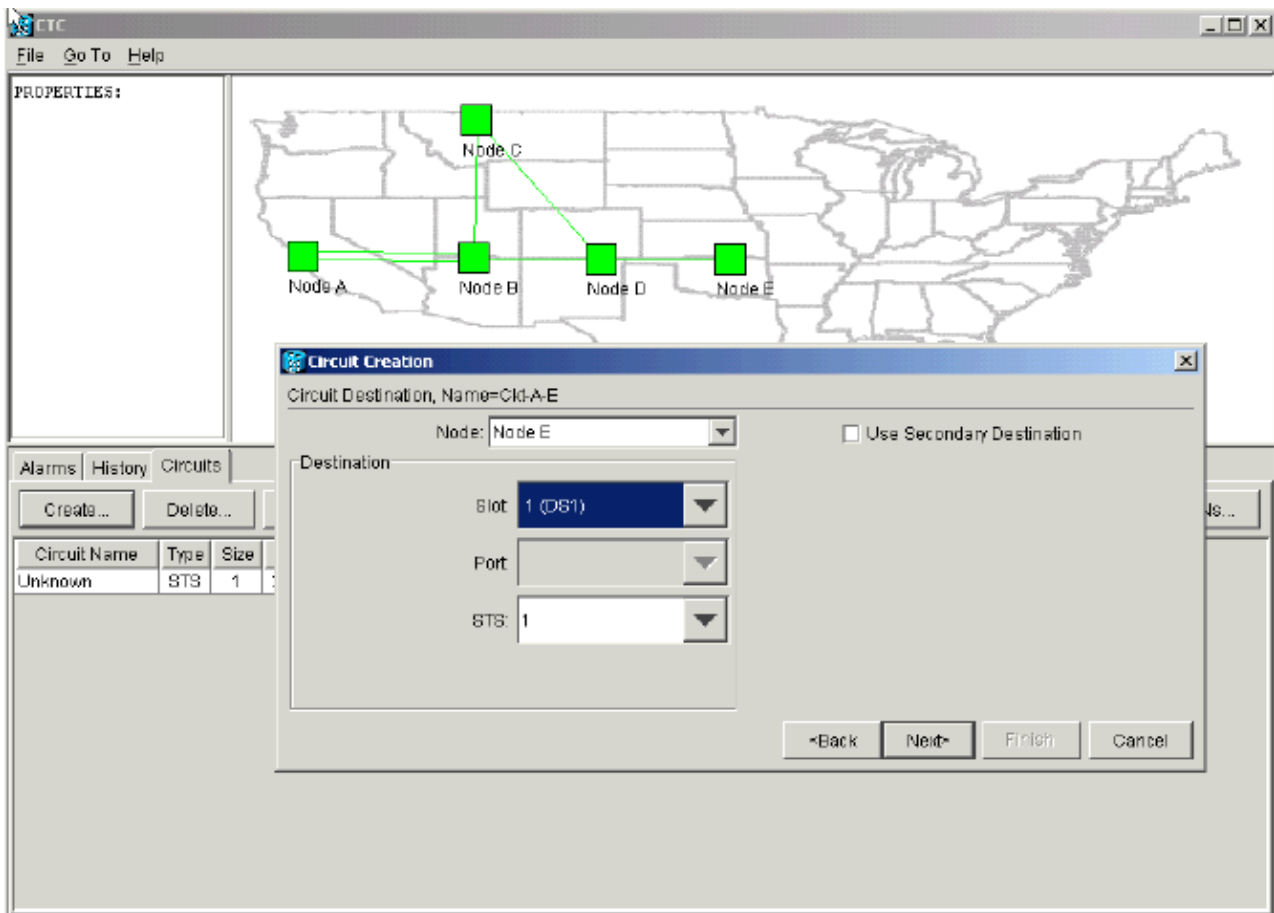 CTC
File Go To Help
PROPERTIES:
Node C
Node A
Node B
Node D
Node E
Circuit Creation
Circuit Destination, Name=Ckt-A-E
Node: Node E
Use Secondary Destination
Destination
Slot: 1 (DS1)
Port:
STS: 1
<Back Next> Finish Cancel
Alarms History Circuits
Create... Delete...
Circuit Name Type Size
Unknown STS 1